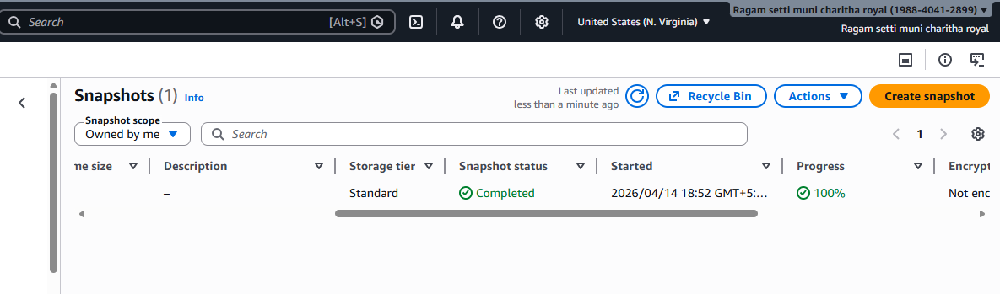 Search [Alt+S] United States (N. Virginia) Ragam setti muni charitha royal (1988-4041-2899)
Ragam setti muni charitha royal
Snapshots (1) Info Last updated less than a minute ago Recycle Bin Actions Create snapshot
Snapshot scope
Owned by me Search 1
me size Description Storage tier Snapshot status Started Progress Encrypt
– Standard Completed 2026/04/14 18:52 GMT+5:... 100% Not enc